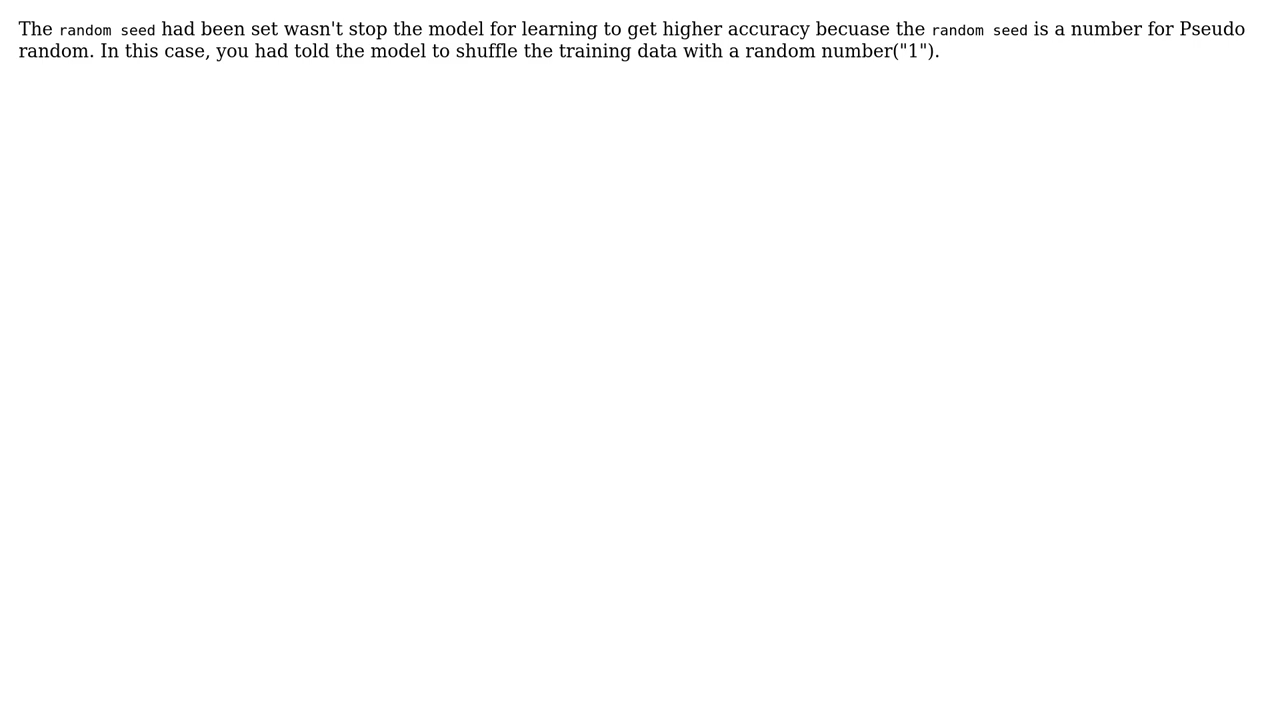 The random seed had been set wasn't stop the model for learning to get higher accuracy becuase the random seed is a number for Pseudo
random. In this case, you had told the model to shuffle the training data with a random number("1").